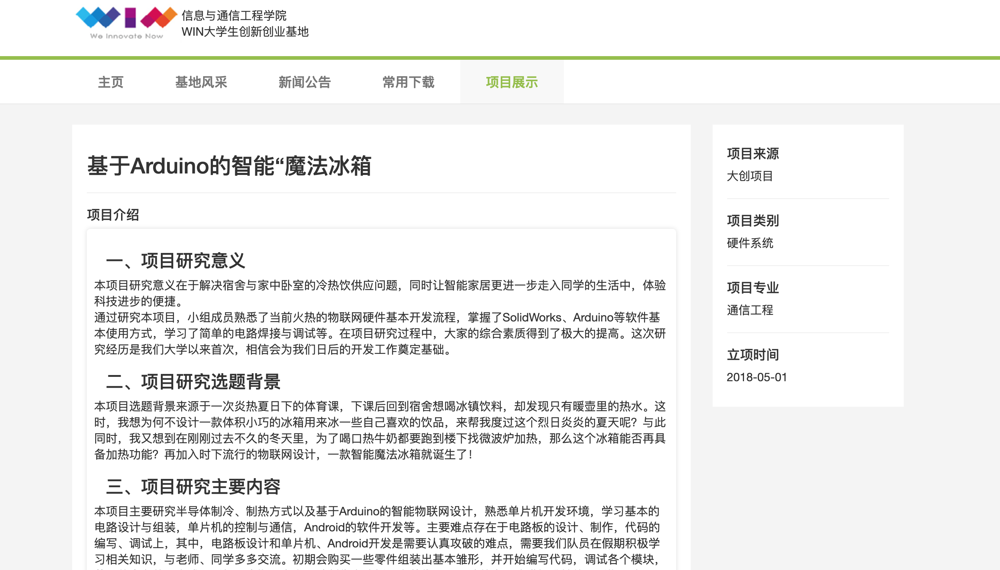 We Innovate Now
信息与通信工程学院
WIN大学生创新创业基地
主页 基地风采 新闻公告 常用下载 项目展示
基于Arduino的智能“魔法冰箱
项目介绍
一、项目研究意义
本项目研究意义在于解决宿舍与家中卧室的冷热饮供应问题，同时让智能家居更进一步走入同学的生活中，体验
科技进步的便捷。
通过研究本项目，小组成员熟悉了当前火热的物联网硬件基本开发流程，掌握了SolidWorks、Arduino等软件基
本使用方式，学习了简单的电路焊接与调试等。在项目研究过程中，大家的综合素质得到了极大的提高。这次研
究经历是我们大学以来首次，相信会为我们日后的开发工作奠定基础。
二、项目研究选题背景
本项目选题背景来源于一次炎热夏日下的体育课，下课后回到宿舍想喝冰镇饮料，却发现只有暖壶里的热水。这
时，我想为何不设计一款体积小巧的冰箱用来冰一些自己喜欢的饮品，来帮我度过这个烈日炎炎的夏天呢？与此
同时，我又想到在刚刚过去不久的冬天里，为了喝口热牛奶都要跑到楼下找微波炉加热，那么这个冰箱能否再具
备加热功能？再加入时下流行的物联网设计，一款智能魔法冰箱就诞生了！
三、项目研究主要内容
本项目主要研究半导体制冷、制热方式以及基于Arduino的智能物联网设计，熟悉单片机开发环境，学习基本的
电路设计与组装，单片机的控制与通信，Android的软件开发等。主要难点存在于电路板的设计、制作，代码的
编写、调试上，其中，电路板设计和单片机、Android开发是需要认真攻破的难点，需要我们队员在假期积极学
习相关知识，与老师、同学多多交流。初期会购买一些零件组装出基本雏形，并开始编写代码，调试各个模块，
项目来源
大创项目
项目类别
硬件系统
项目专业
通信工程
立项时间
2018-05-01